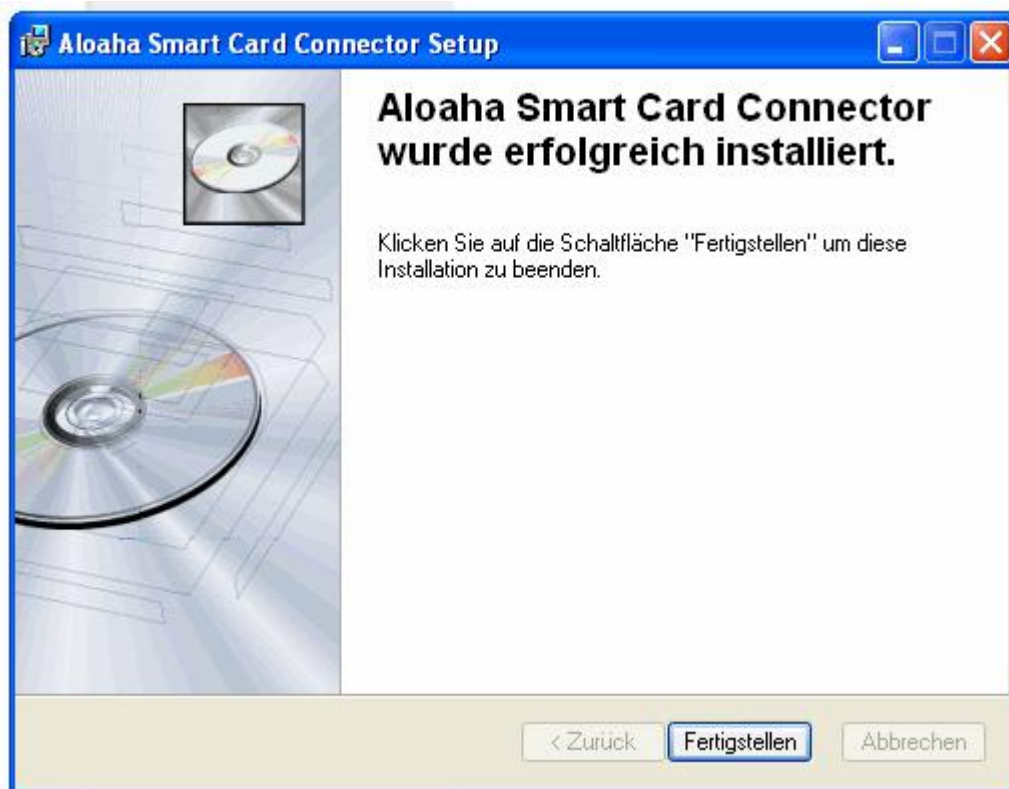 Aloaha Smart Card Connector Setup
Aloaha Smart Card Connector
wurde erfolgreich installiert.
Klicken Sie auf die Schaltfläche "Fertigstellen" um diese
Installation zu beenden.
< Zurück
Fertigstellen
Abbrechen